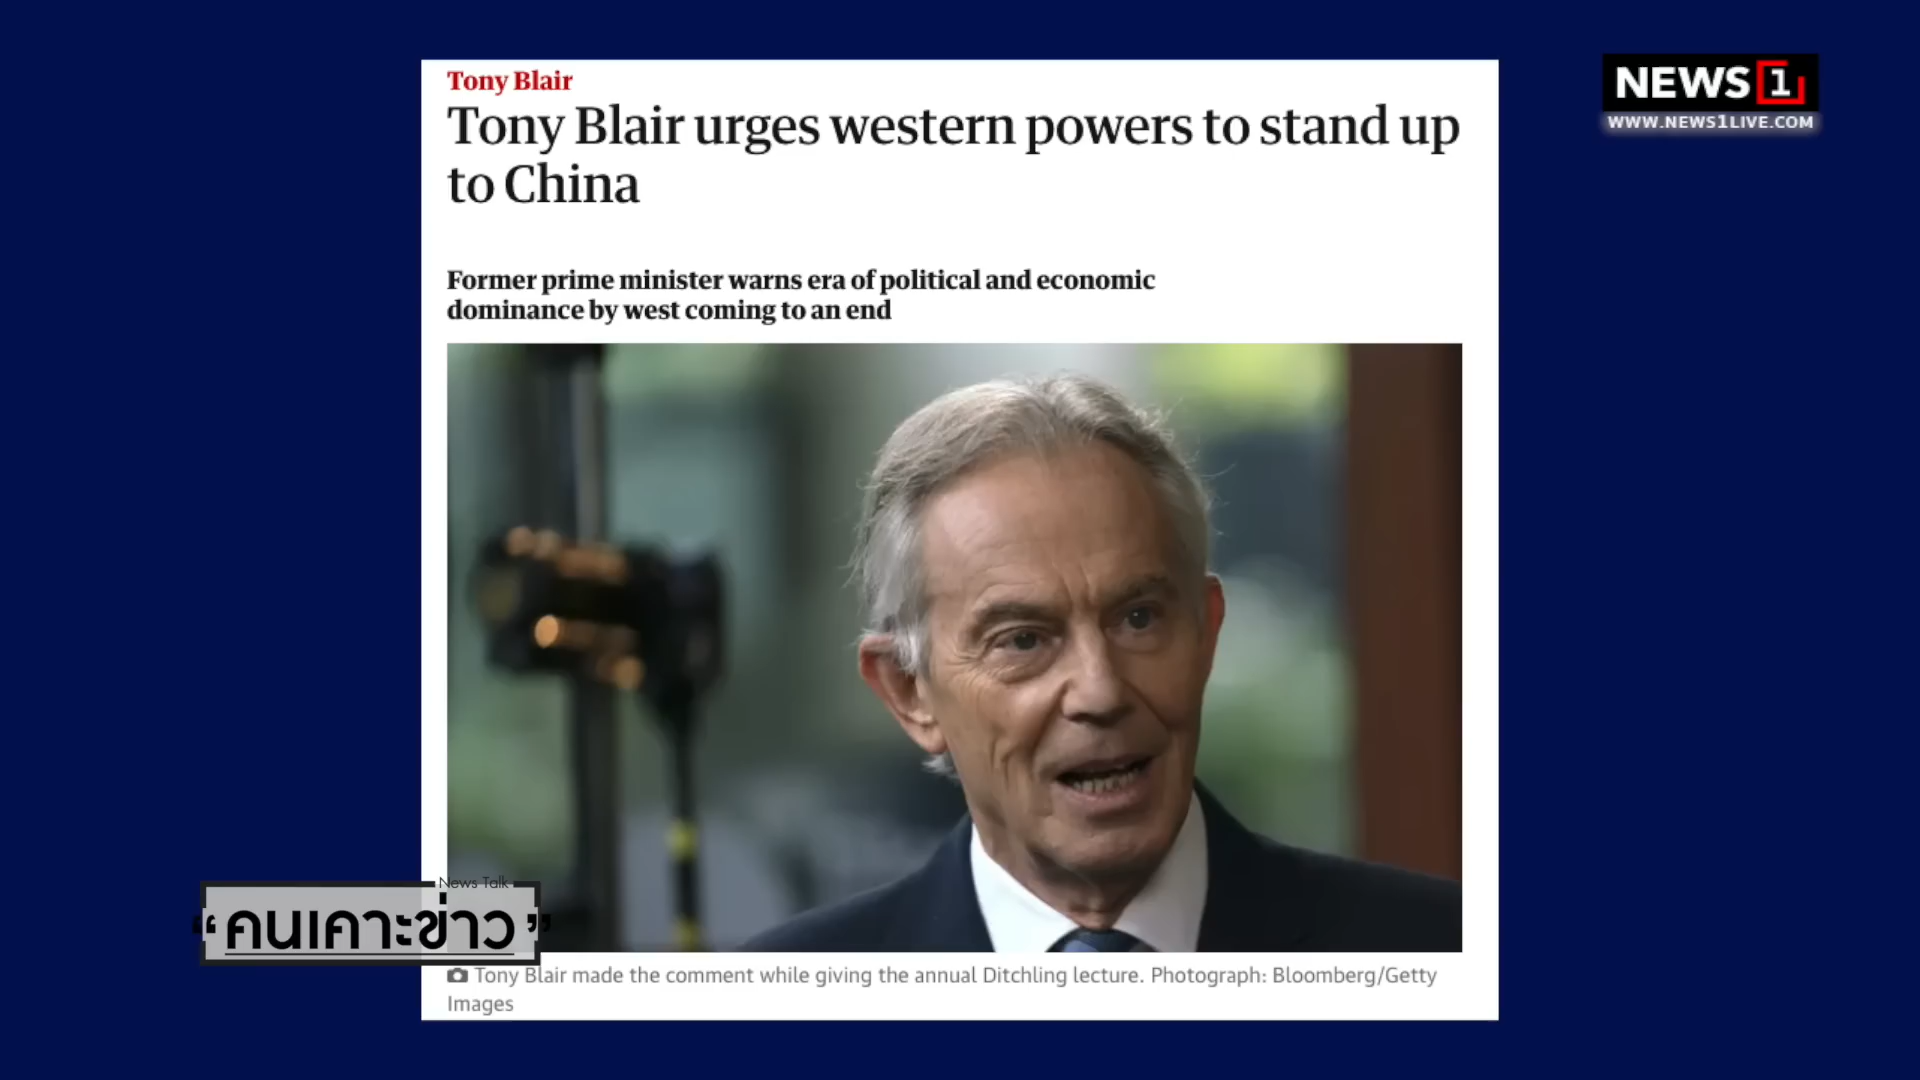 Tony Blair
Tony Blair urges western powers to stand up
to China
Former prime minister warns era of political and economic
dominance by west coming to an end
NEWS 1
WWW.NEWS1LIVE.COM
News Talk
“คนเคาะข่าว”
Tony Blair made the comment while giving the annual Ditchling lecture. Photograph: Bloomberg/Getty
Images